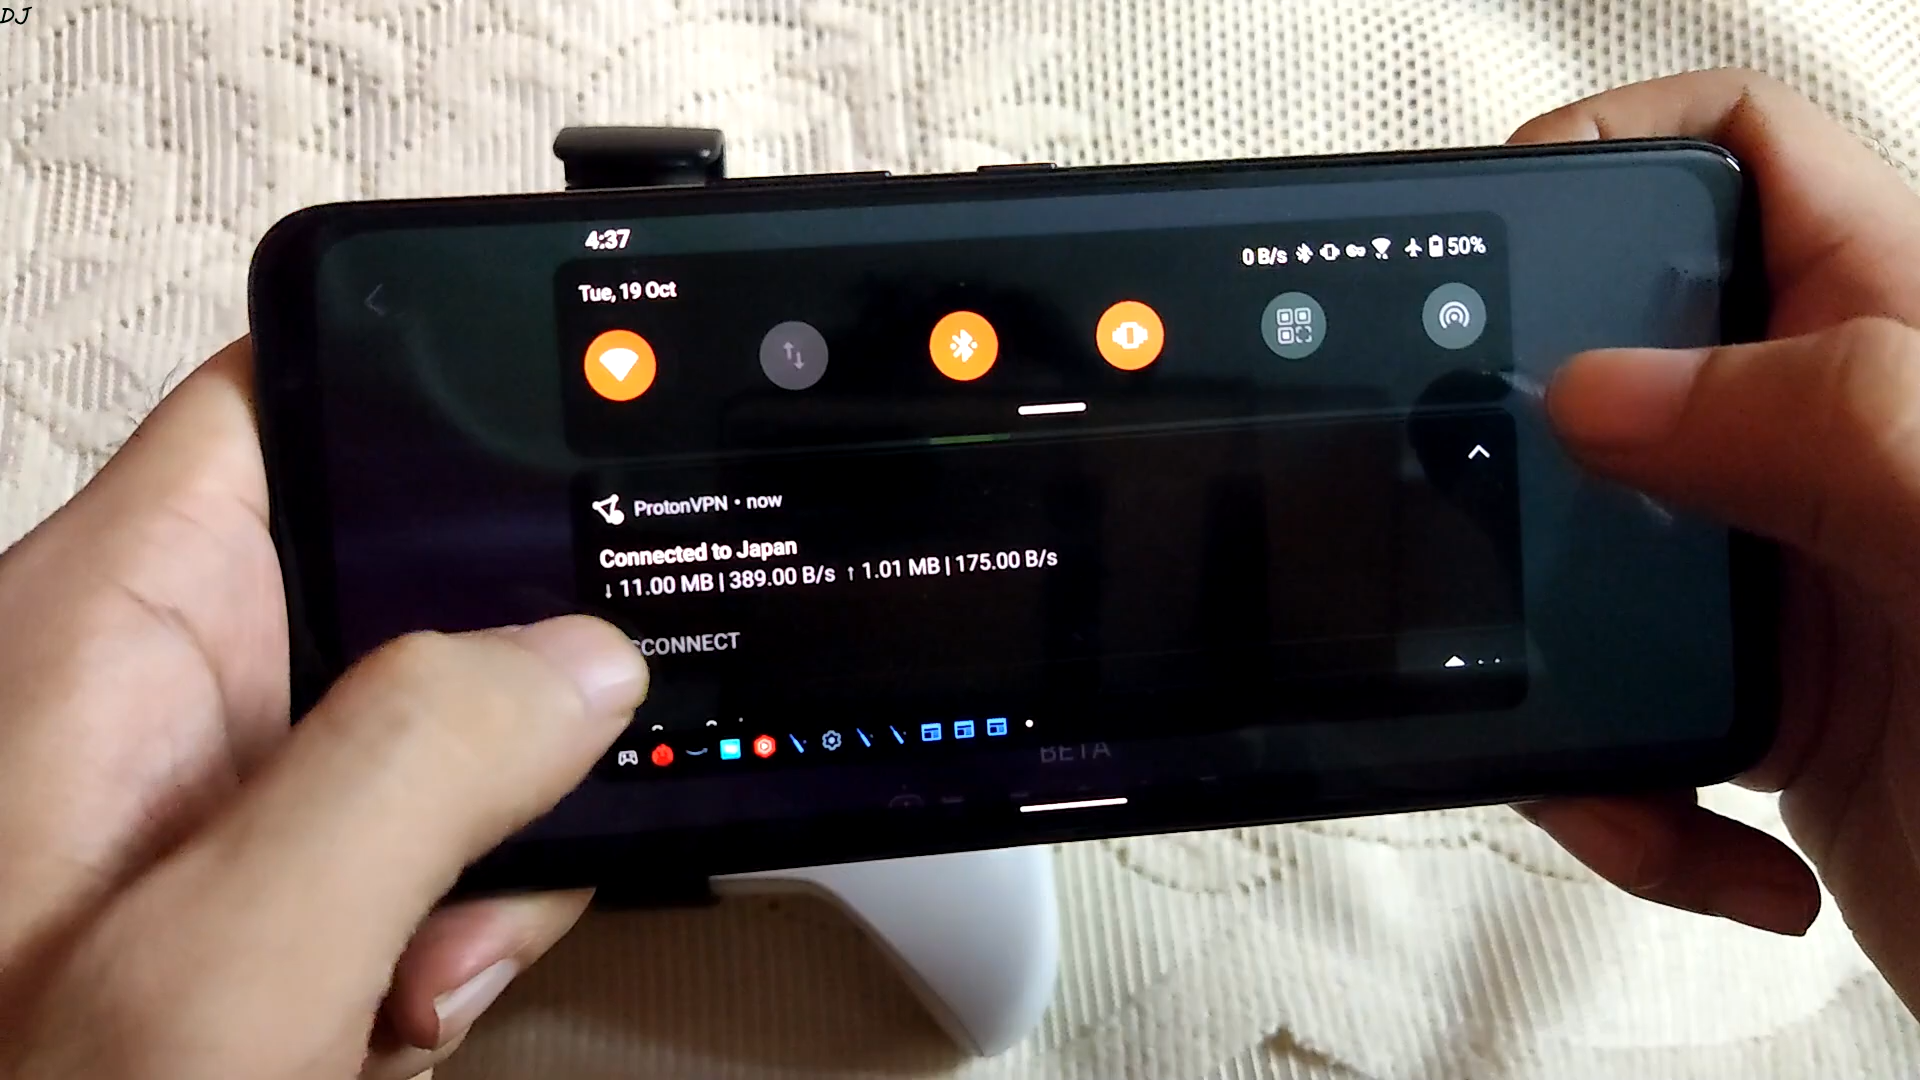 DJ
4:37
0 B/s 50%
Tue, 19 Oct
ProtonVPN • now
Connected to Japan
↓ 11.00 MB | 389.00 B/s ↑ 1.01 MB | 175.00 B/s
CONNECT
BETA